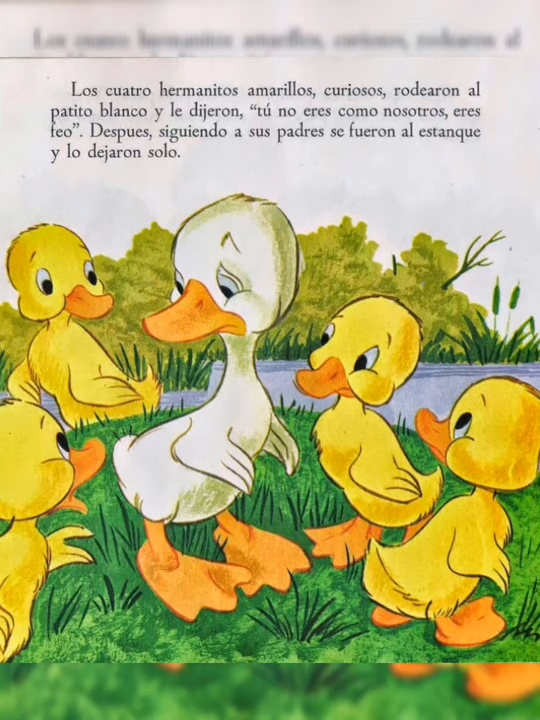 Los cuatro hermanitos amarillos, curiosos, rodearon al
patito blanco y le dijeron, “tú no eres como nosotros, eres
feo”. Despues, siguiendo a sus padres se fueron al estanque
y lo dejaron solo.